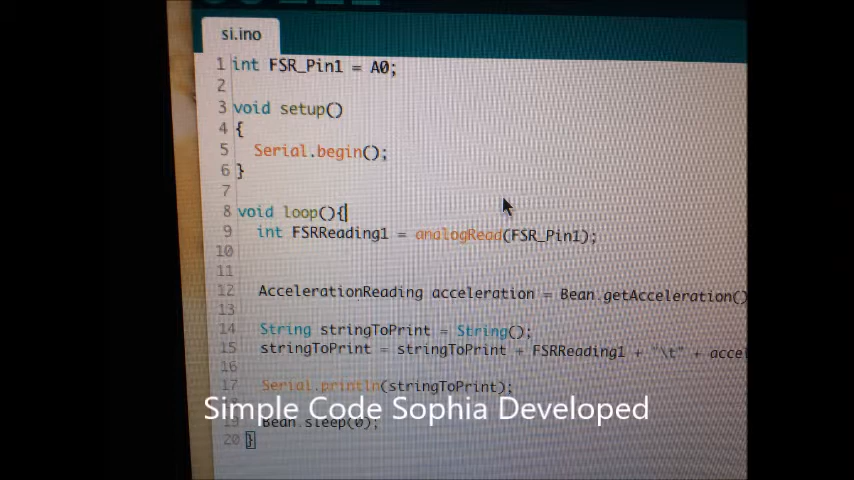 si.ino
1 int FSR_Pin1 = A0;
2
3 void setup()
4 {
5 Serial.begin();
6 }
7
8 void loop(){
9 int FSRReading1 = analogRead(FSR_Pin1);
10
11
12 AccelerationReading acceleration = Bean.getAcceleration()
13
14 String stringToPrint = String();
15 stringToPrint = stringToPrint + FSRReading1 + "\t" + accel
16
17 Serial.println(stringToPrint);
Simple Code Sophia Developed
19 Bean.sleep(0);
20 }